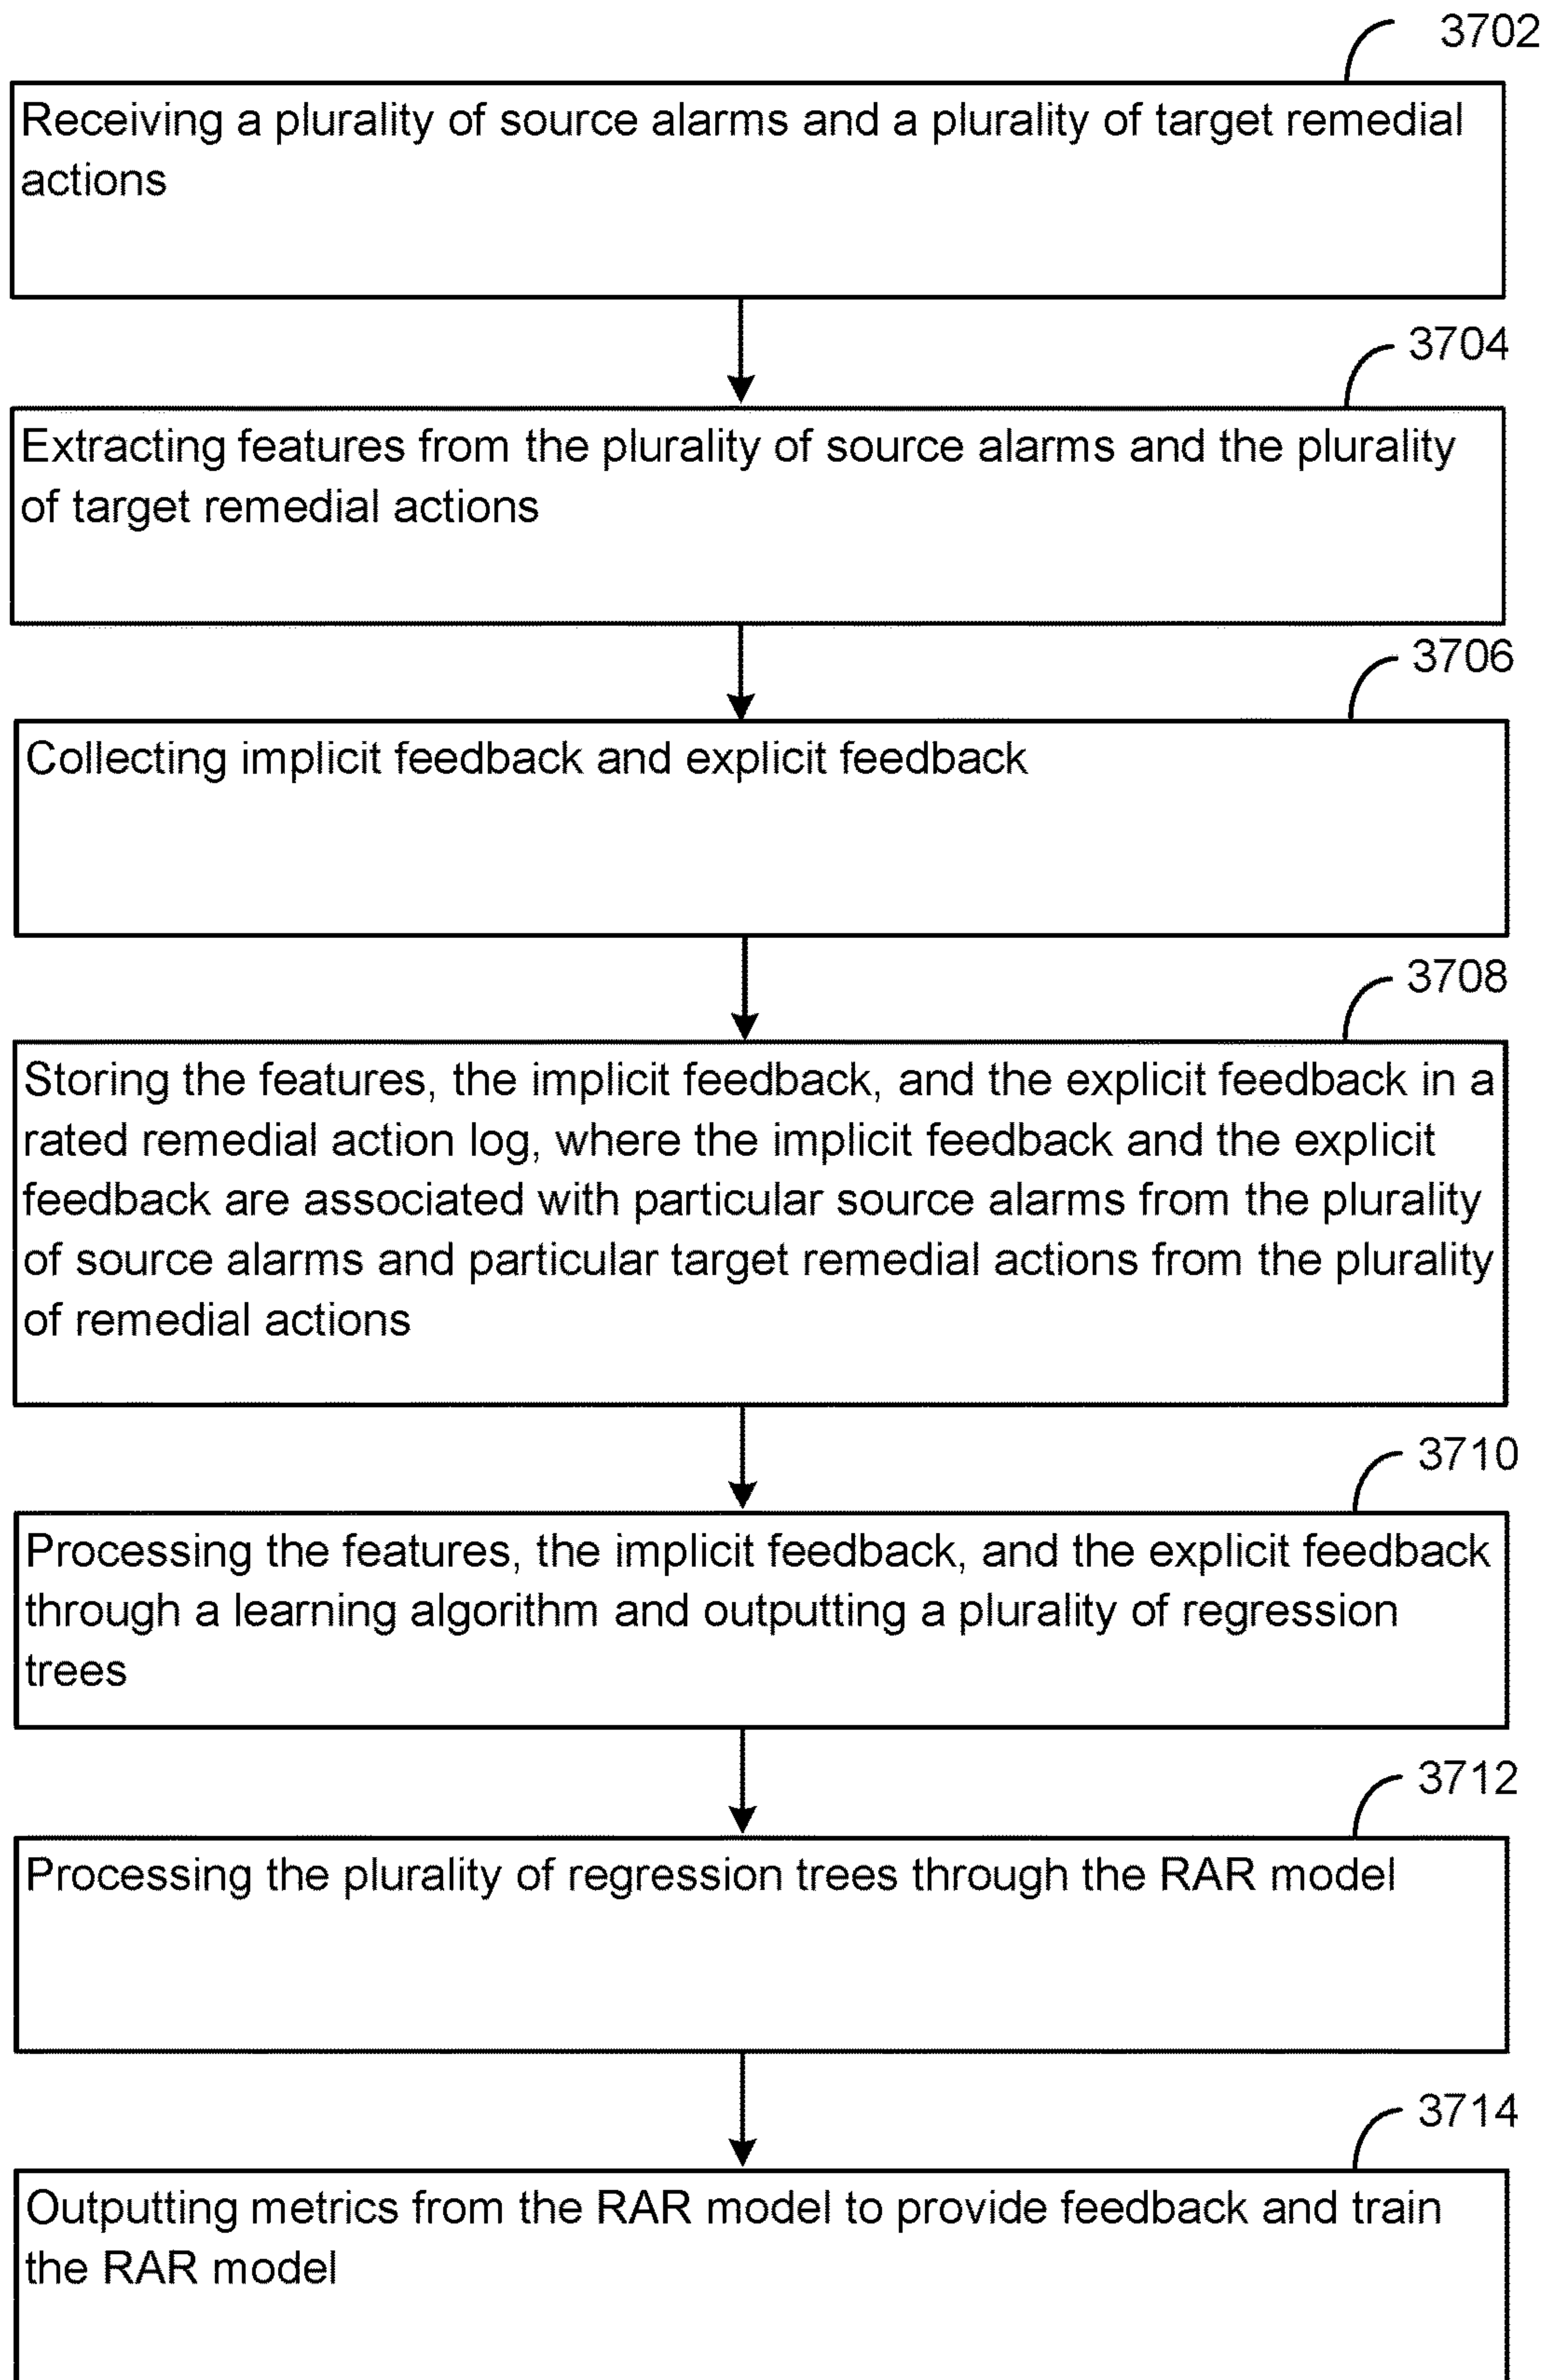 3702
Receiving a plurality of source alarms and a plurality of target remedial
actions
3704
Extracting features from the plurality of source alarms and the plurality
of target remedial actions
3706
Collecting implicit feedback and explicit feedback
3708
Storing the features, the implicit feedback, and the explicit feedback in a
rated remedial action log, where the implicit feedback and the explicit
feedback are associated with particular source alarms from the plurality
of source alarms and particular target remedial actions from the plurality
of remedial actions
3710
Processing the features, the implicit feedback, and the explicit feedback
through a learning algorithm and outputting a plurality of regression
trees
3712
Processing the plurality of regression trees through the RAR model
3714
Outputting metrics from the RAR model to provide feedback and train
the RAR model